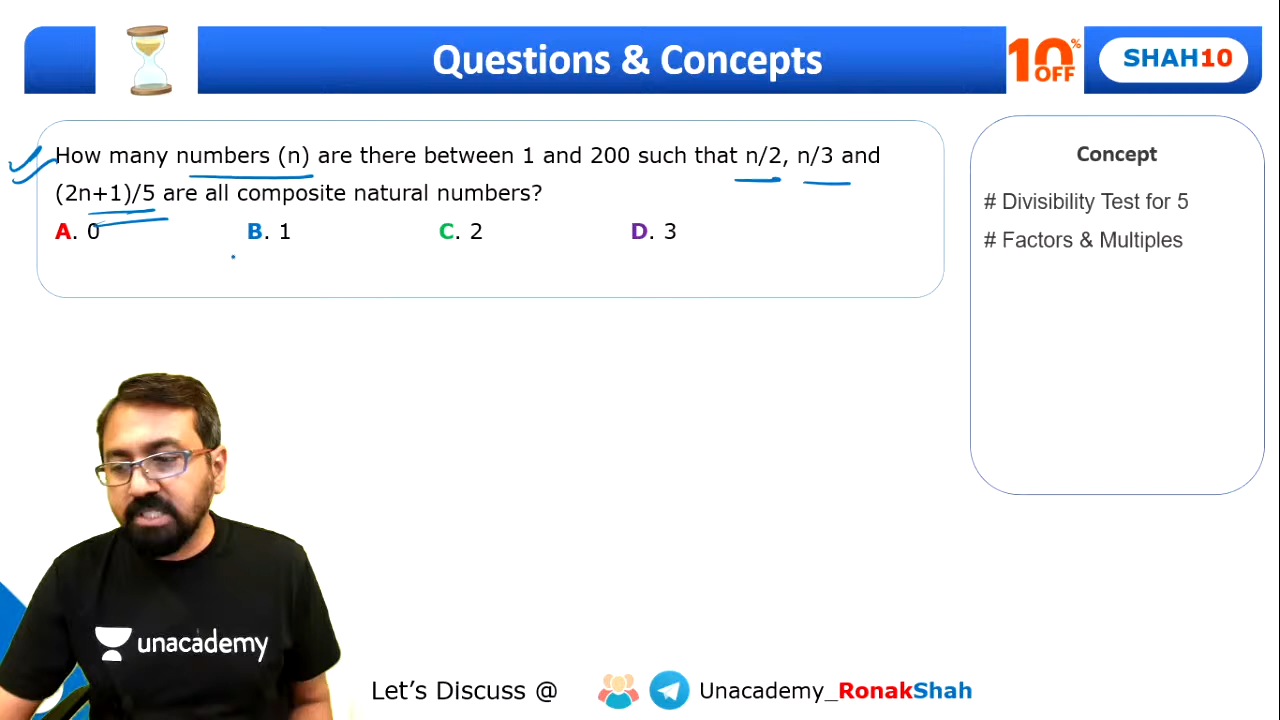 Questions & Concepts
10% OFF
SHAH10
How many numbers (n) are there between 1 and 200 such that n/2, n/3 and
(2n+1)/5 are all composite natural numbers?
A. 0 B. 1 C. 2 D. 3
Concept
# Divisibility Test for 5
# Factors & Multiples
unacademy
Let’s Discuss @ Unacademy_RonakShah